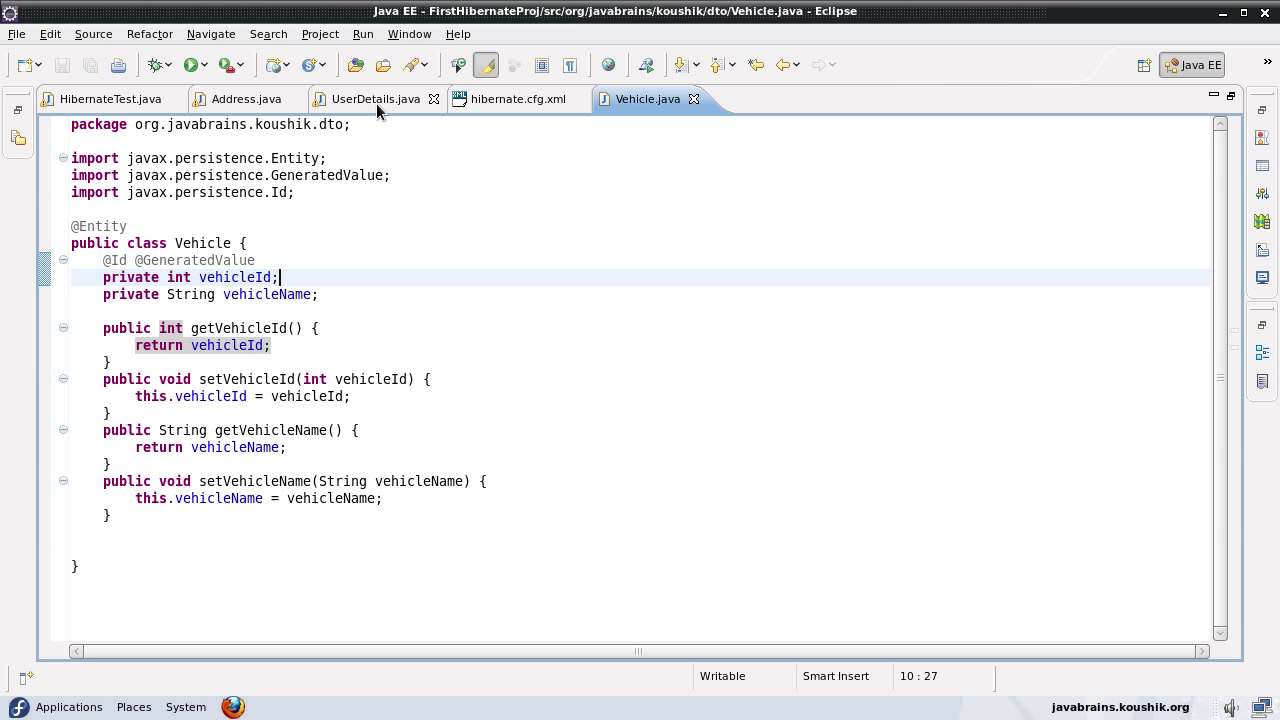 Java EE - FirstHibernateProj/src/org/javabrains/koushik/dto/Vehicle.java - Eclipse
File Edit Source Refactor Navigate Search Project Run Window Help
Java EE
HibernateTest.java Address.java UserDetails.java hibernate.cfg.xml Vehicle.java
package org.javabrains.koushik.dto;
import javax.persistence.Entity;
import javax.persistence.GeneratedValue;
import javax.persistence.Id;
@Entity
public class Vehicle {
@Id @GeneratedValue
private int vehicleId;
private String vehicleName;
public int getVehicleId() {
return vehicleId;
}
public void setVehicleId(int vehicleId) {
this.vehicleId = vehicleId;
}
public String getVehicleName() {
return vehicleName;
}
public void setVehicleName(String vehicleName) {
this.vehicleName = vehicleName;
}
}
Writable Smart Insert 10 : 27
Applications Places System javabrains.koushik.org